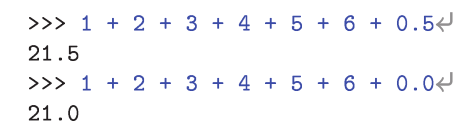 >>> 1 + 2 + 3 + 4 + 5 + 6 + 0.5↵
21.5
>>> 1 + 2 + 3 + 4 + 5 + 6 + 0.0↵
21.0